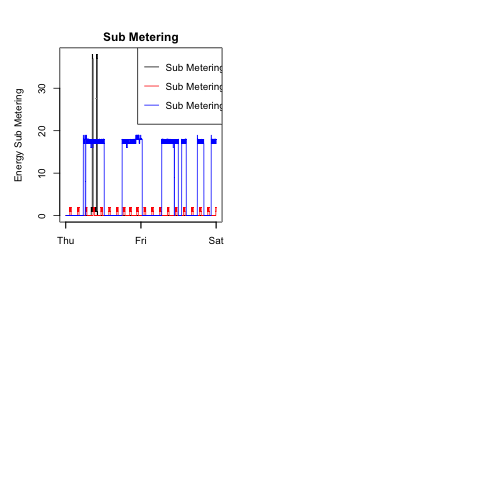 Sub Metering
Energy Sub Metering
30
20
10
0
Sub Metering
Sub Metering
Sub Metering
Thu
Fri
Sat